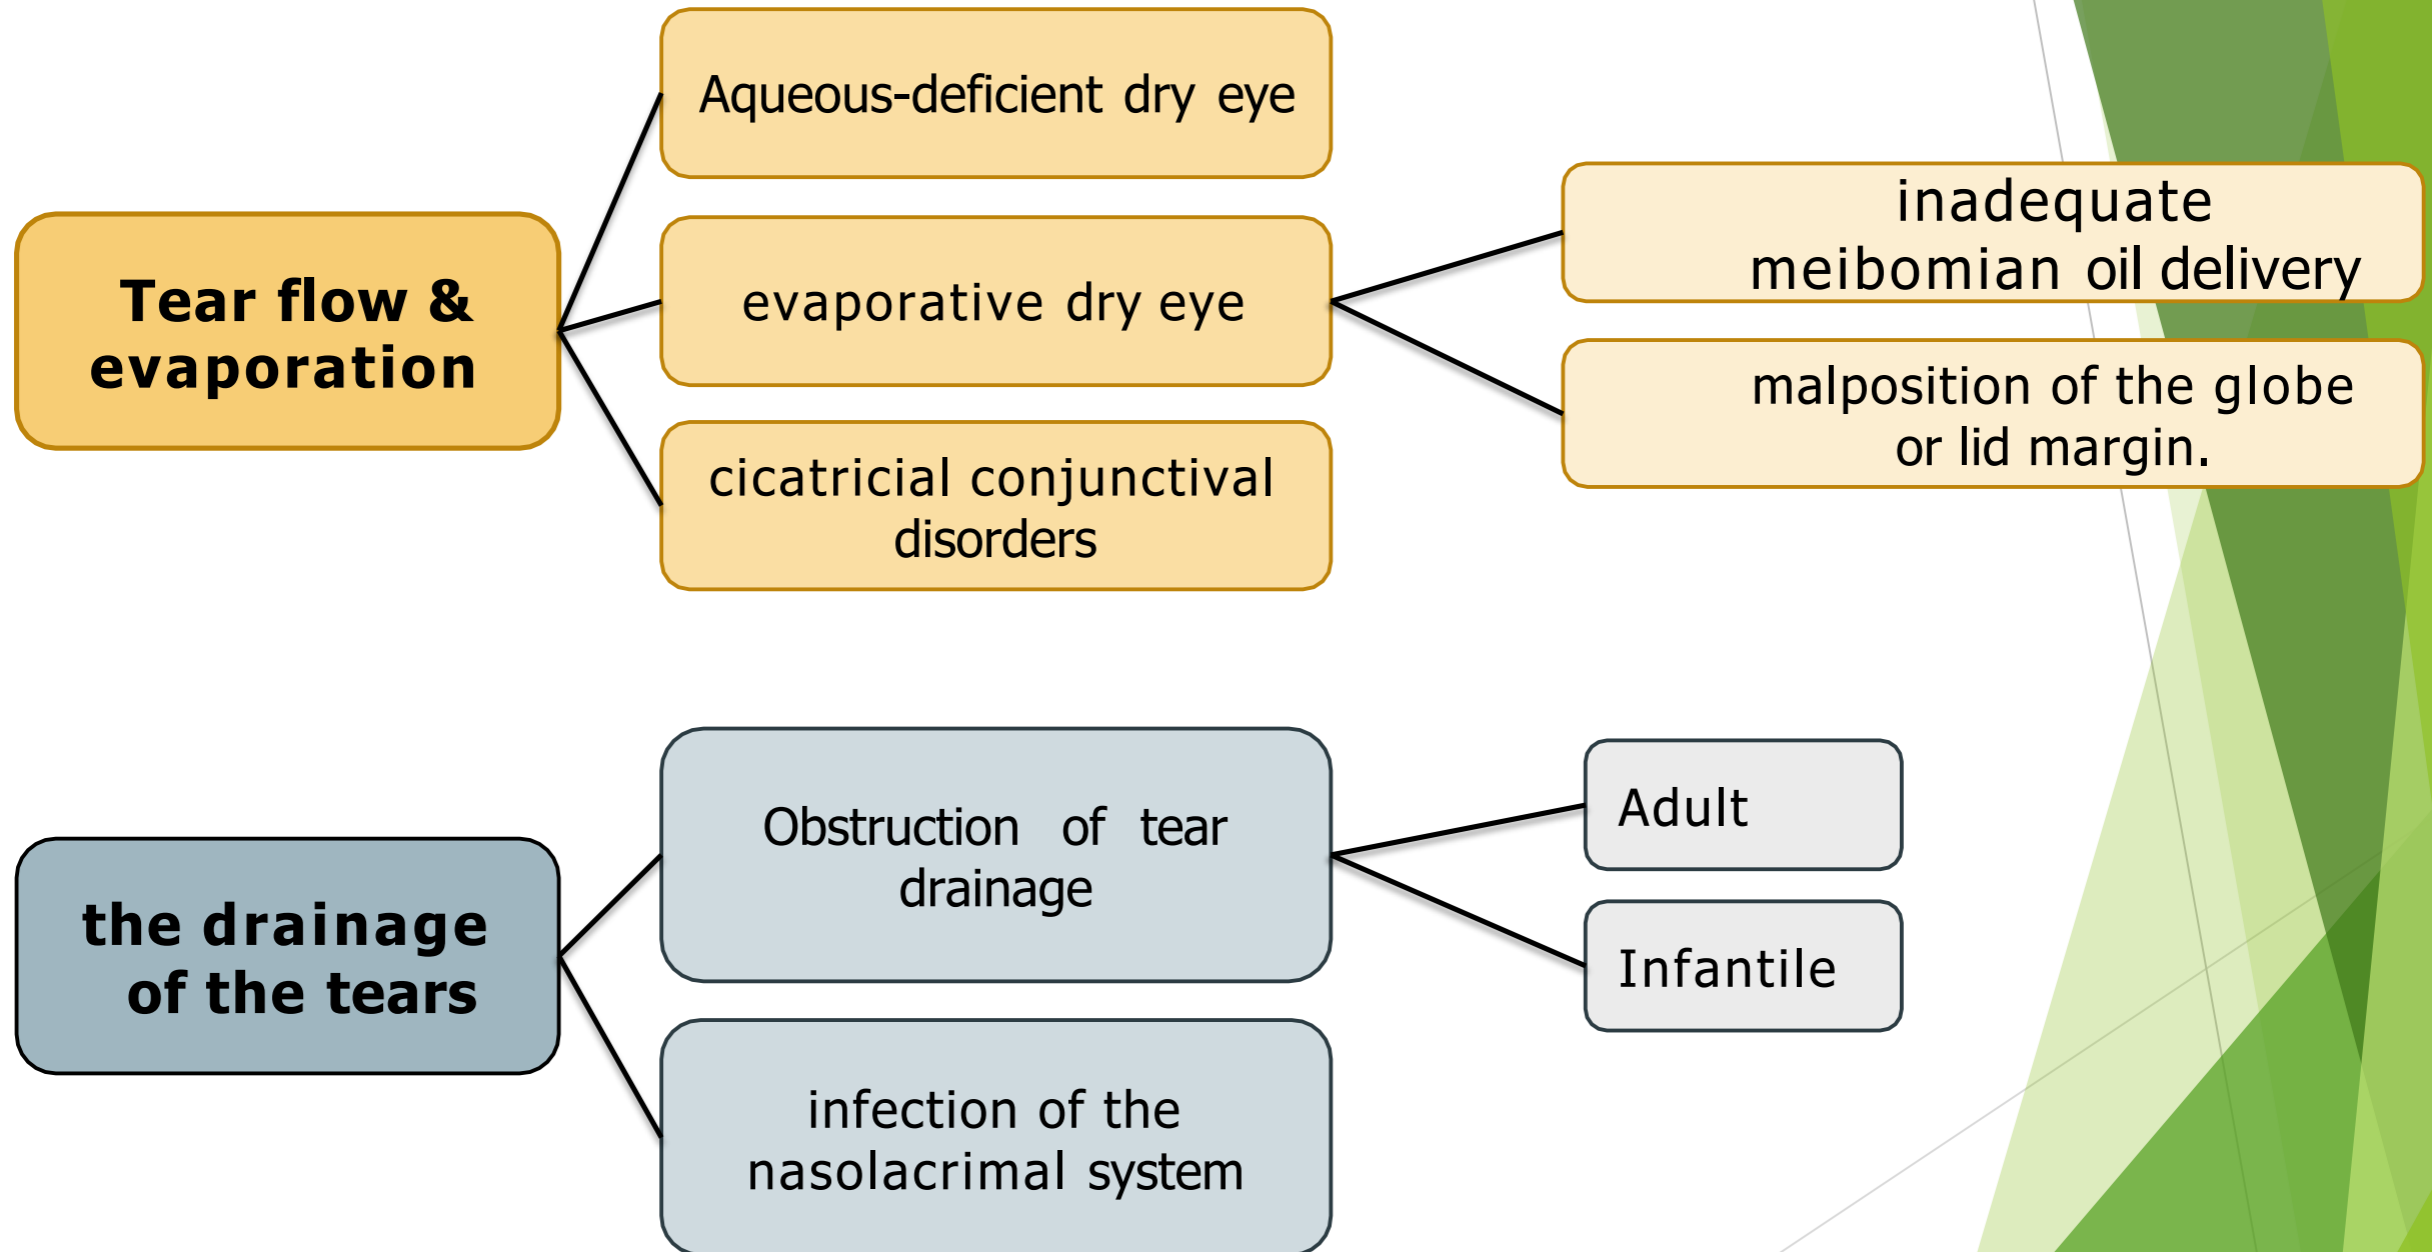 Aqueous-deficient dry eye
Tear flow &
evaporation
evaporative dry eye
inadequate
meibomian oil delivery
malposition of the globe
or lid margin.
cicatricial conjunctival
disorders
the drainage
of the tears
Obstruction of tear
drainage
Adult
Infantile
infection of the
nasolacrimal system